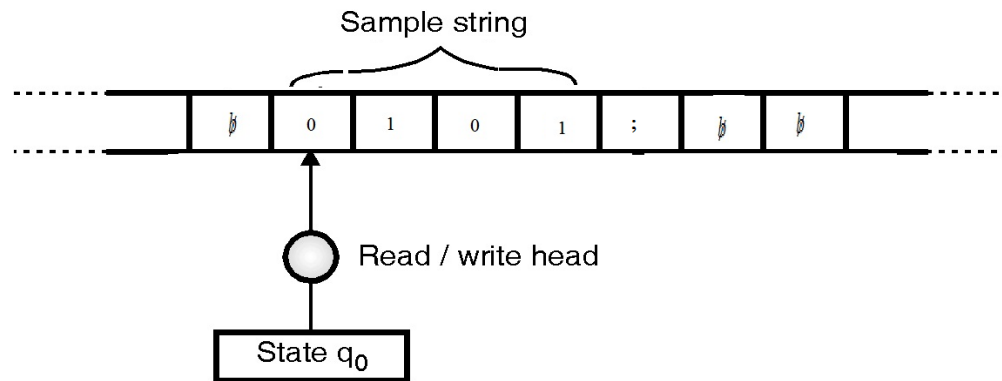 Sample string
ƀ 0 1 0 1 ; ƀ ƀ
Read / write head
State q₀